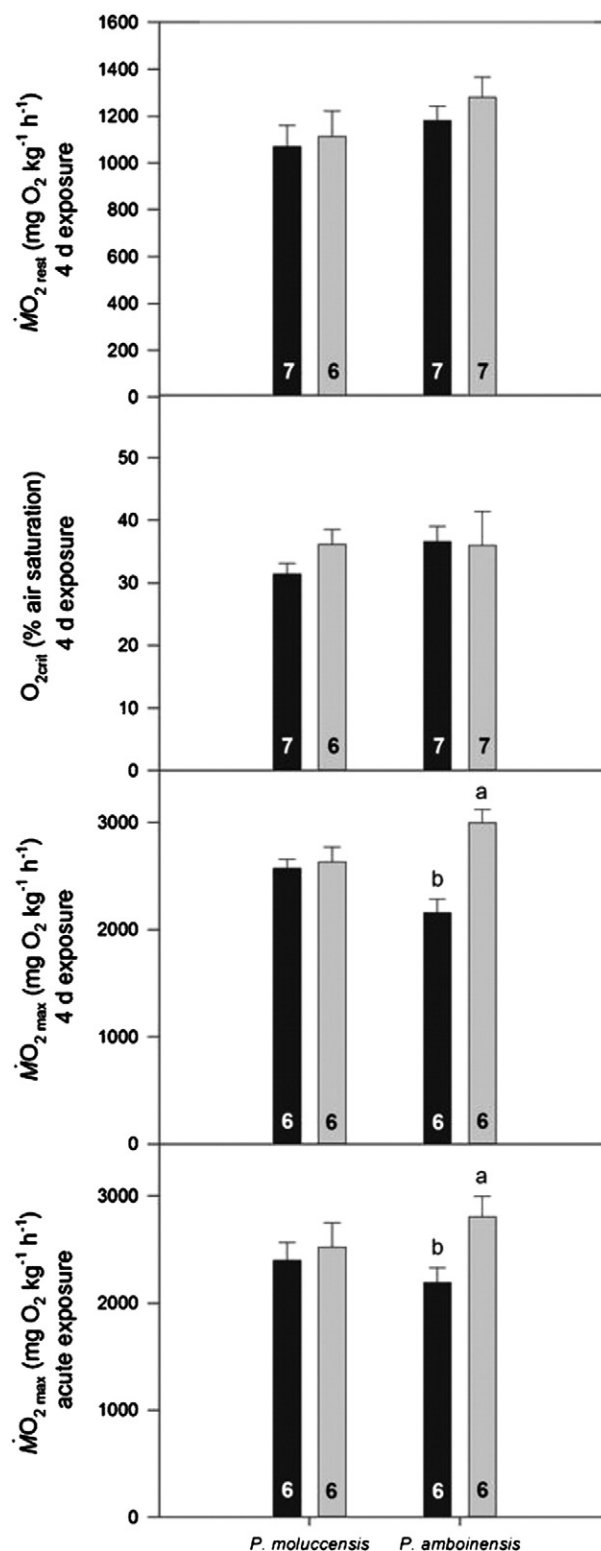 ṀO₂ rest (mg O₂ kg⁻¹ h⁻¹)
4 d exposure
1600
1400
1200
1000
800
600
400
200
0
7 6 7 7
O₂crit (% air saturation)
4 d exposure
50
40
30
20
10
0
7 6 7 7
ṀO₂ max (mg O₂ kg⁻¹ h⁻¹)
4 d exposure
3000
2000
1000
0
b a
6 6 6 6
ṀO₂ max (mg O₂ kg⁻¹ h⁻¹)
acute exposure
3000
2000
1000
0
b a
6 6 6 6
P. moluccensis P. amboinensis